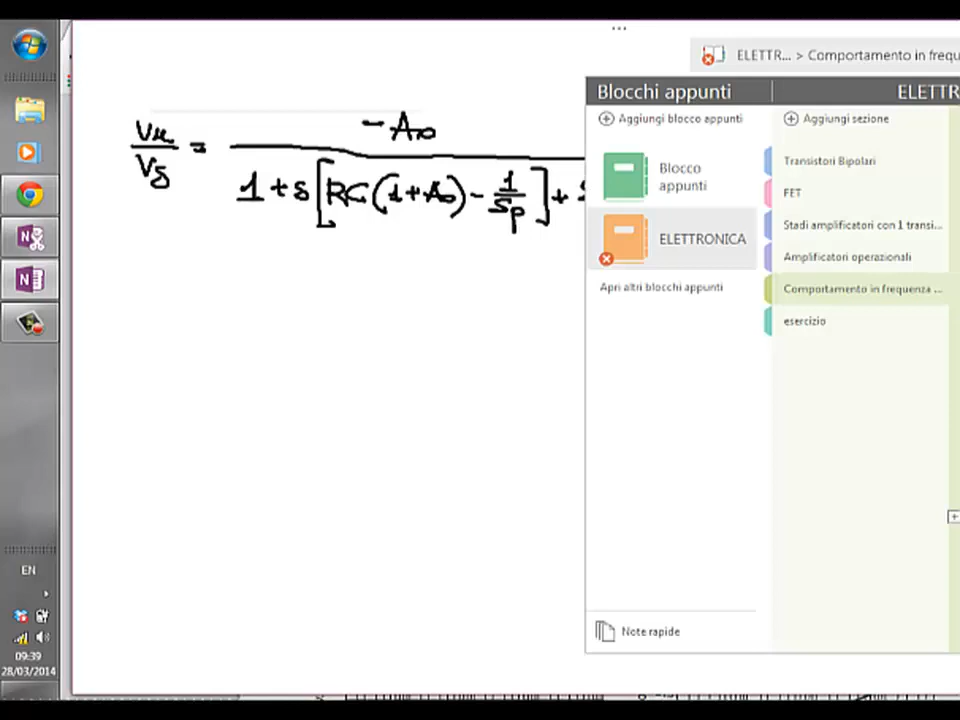 ...
ELETTR... > Comportamento in frequ
Blocchi appunti
ELETTR
Aggiungi blocco appunti
Aggiungi sezione
Vu/Vs = -A₀ / 1 + s [RC (1 + A₀) - 1/sp] + s
Blocco appunti
ELETTRONICA
Apri altri blocchi appunti
Transistori Bipolari
FET
Stadi amplificatori con 1 transi...
Amplificatori operazionali
Comportamento in frequenza ...
esercizio
Note rapide
EN
09:39
28/03/2014